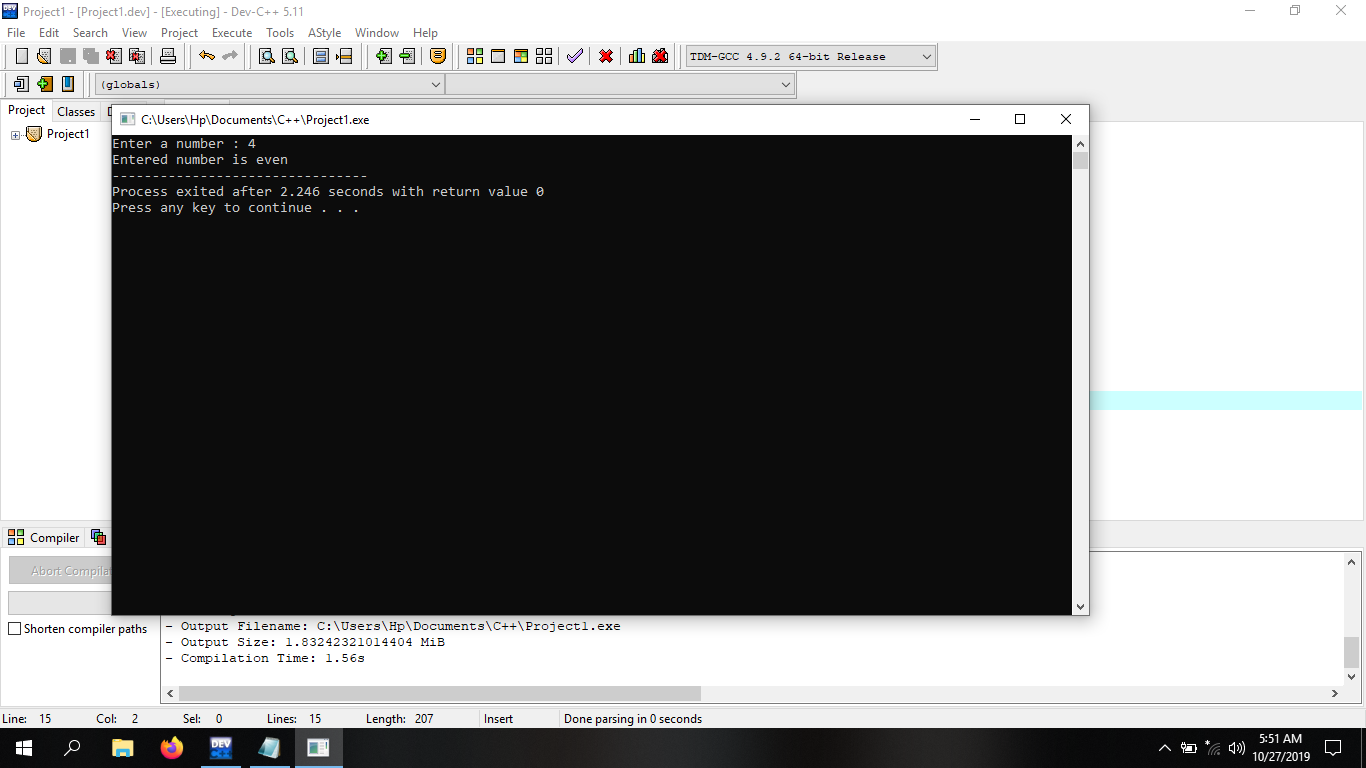 Project1 - [Project1.dev] - [Executing] - Dev-C++ 5.11
File Edit Search View Project Execute Tools AStyle Window Help
TDM-GCC 4.9.2 64-bit Release
(globals)
Project Classes
Project1
C:\Users\Hp\Documents\C++\Project1.exe
Enter a number : 4
Entered number is even
--------------------------------
Process exited after 2.246 seconds with return value 0
Press any key to continue . . .
Compiler
Abort Compilat
Shorten compiler paths
- Output Filename: C:\Users\Hp\Documents\C++\Project1.exe
- Output Size: 1.83242321014404 MiB
- Compilation Time: 1.56s
Line: 15 Col: 2 Sel: 0 Lines: 15 Length: 207 Insert Done parsing in 0 seconds
DEV C++
5:51 AM
10/27/2019